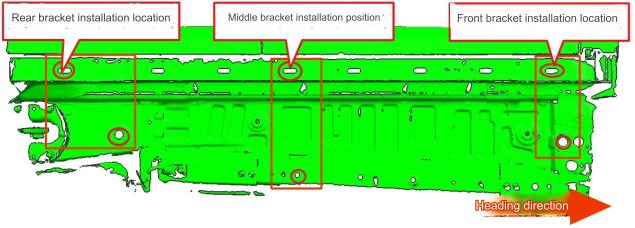 Rear bracket installation location
Middle bracket installation position
Front bracket installation location
Heading direction